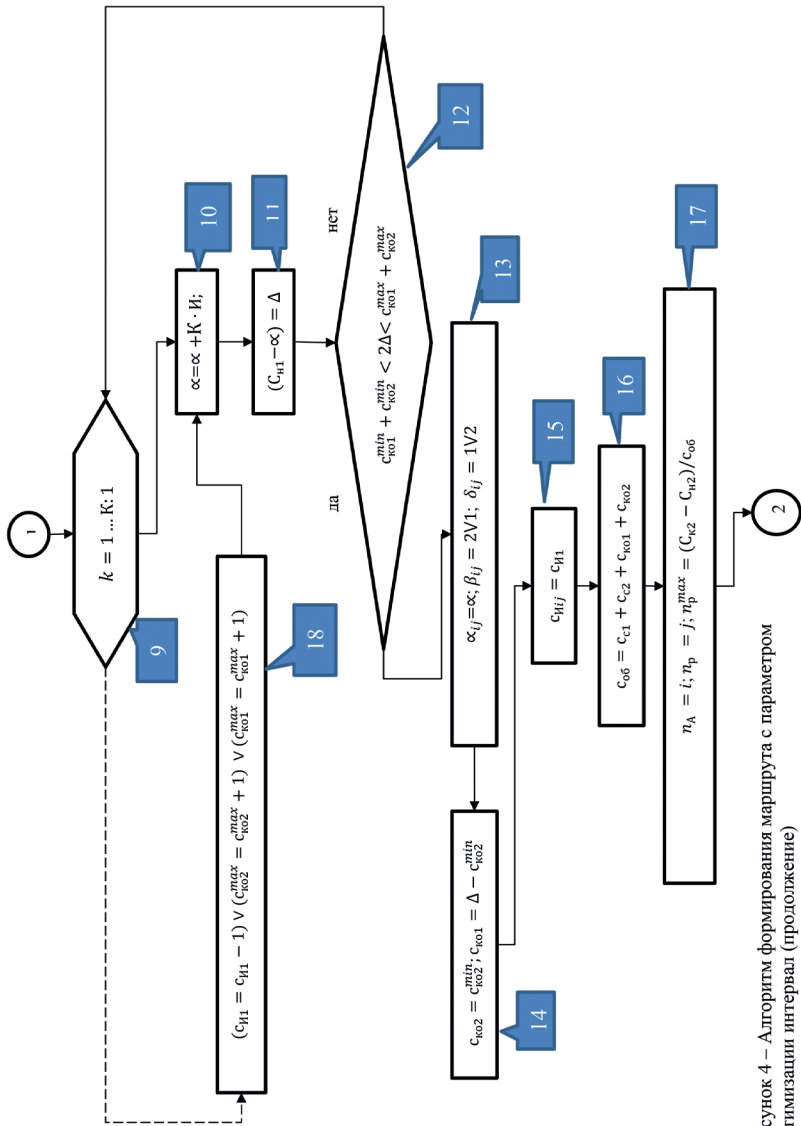 1
k = 1 … К: 1
9
∝=∝ +К · И;
10
(С_н1−∝) = Δ
11
c_ко1^min + c_ко2^min < 2Δ< c_ко1^max + c_ко2^max
12
да
нет
(c_И1 = c_И1 − 1) ∨ (c_ко2^max = c_ко2^max + 1) ∨ (c_ко1^max = c_ко1^max + 1)
18
∝_ij=∝; β_ij = 2V1; δ_ij = 1V2
13
c_ко2 = c_ко2^min; c_ко1 = Δ − c_ко2^min
14
c_Иij = c_И1
15
c_об = c_с1 + c_с2 + c_ко1 + c_ко2
16
n_А = i; n_р = j; n_р^max = (С_к2 − С_н2)/c_об
17
2
сунок 4 – Алгоритм формирования маршрута с параметром
тимизации интервал (продолжение)